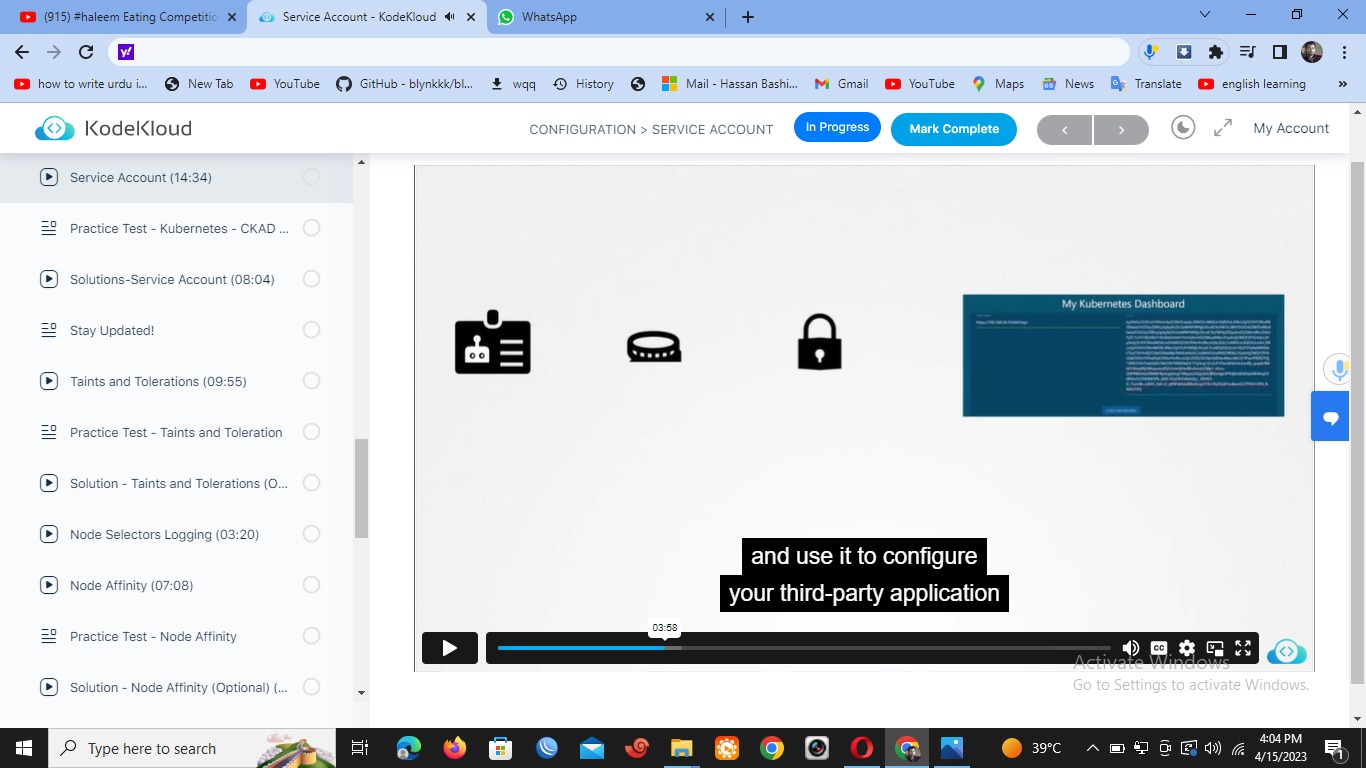 (915) #haleem Eating Competitio
Service Account - KodeKloud
WhatsApp
how to write urdu i...
New Tab
YouTube
GitHub - blynkkk/bl...
wqq
History
Mail - Hassan Bashi...
Gmail
YouTube
Maps
News
Translate
english learning
»
KodeKloud
CONFIGURATION > SERVICE ACCOUNT
In Progress
Mark Complete
My Account
Service Account (14:34)
Practice Test - Kubernetes - CKAD ...
Solutions-Service Account (08:04)
Stay Updated!
Taints and Tolerations (09:55)
Practice Test - Taints and Toleration
Solution - Taints and Tolerations (O...
Node Selectors Logging (03:20)
Node Affinity (07:08)
Practice Test - Node Affinity
Solution - Node Affinity (Optional) (...
My Kubernetes Dashboard
and use it to configure
your third-party application
03:58
CC
Activate Windows
Go to Settings to activate Windows.
Type here to search
39°C
4:04 PM
4/15/2023
1